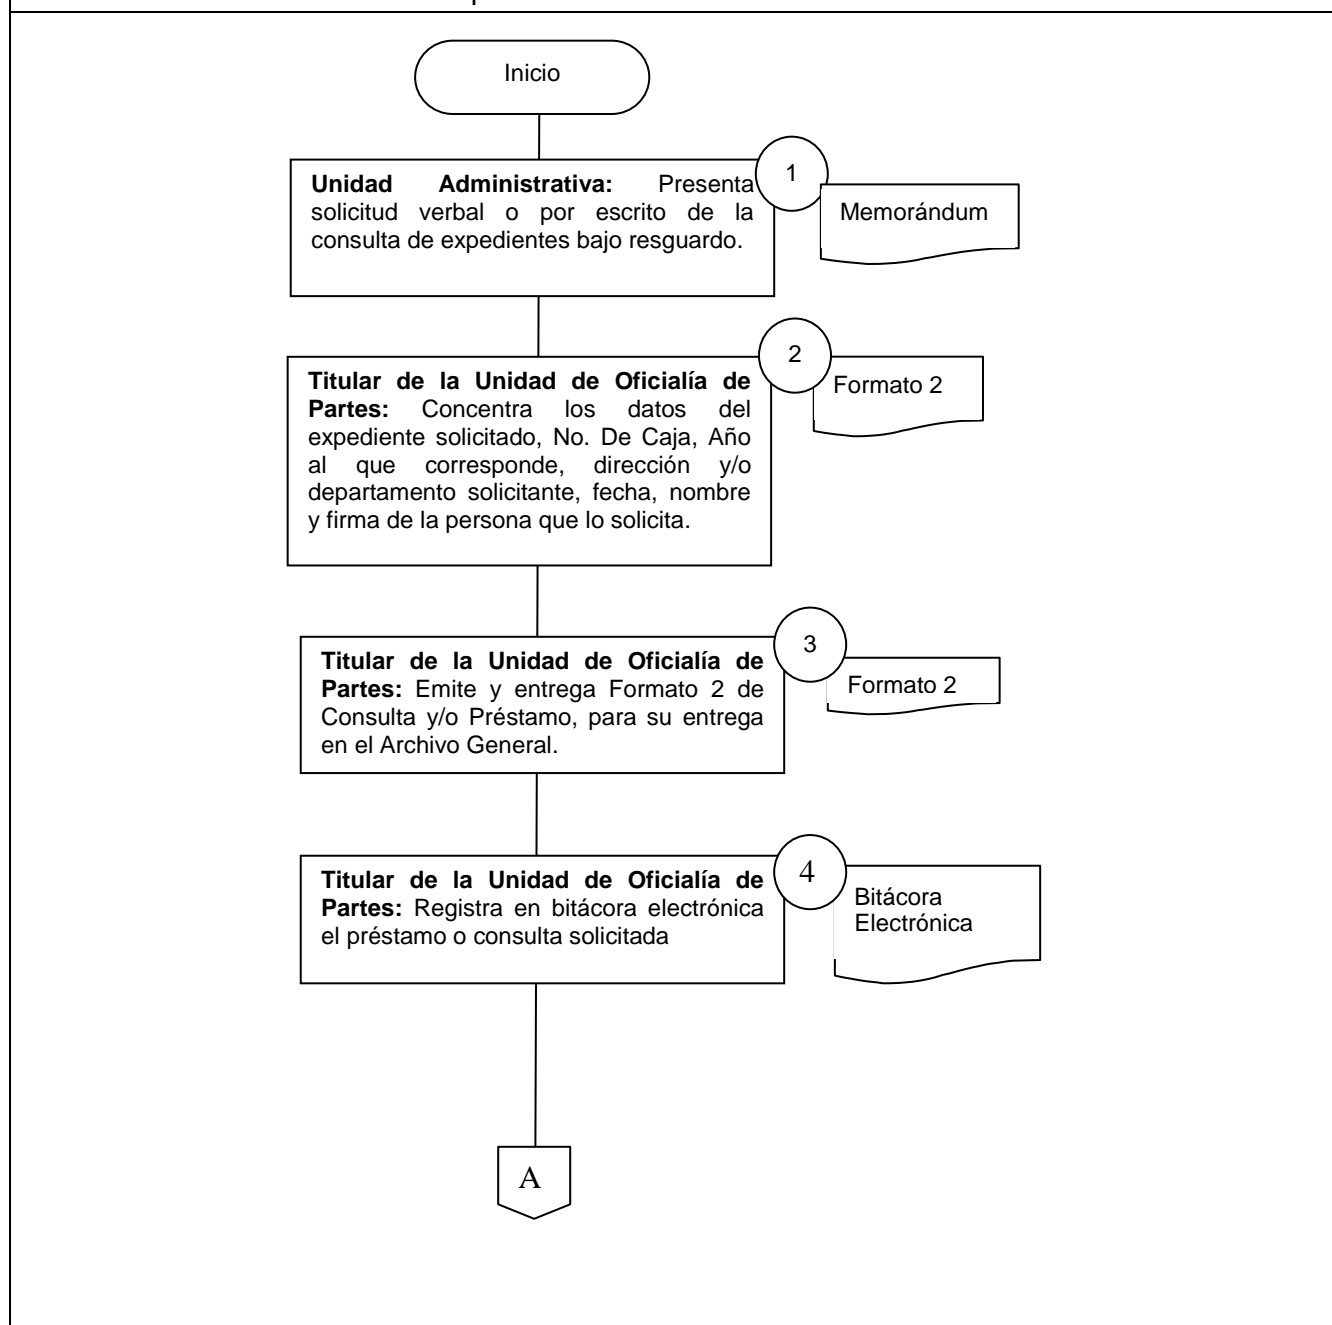 Inicio
1
Unidad Administrativa: Presenta
solicitud verbal o por escrito de la
consulta de expedientes bajo resguardo.
Memorándum
2
Titular de la Unidad de Oficialía de
Partes: Concentra los datos del
expediente solicitado, No. De Caja, Año
al que corresponde, dirección y/o
departamento solicitante, fecha, nombre
y firma de la persona que lo solicita.
Formato 2
3
Titular de la Unidad de Oficialía de
Partes: Emite y entrega Formato 2 de
Consulta y/o Préstamo, para su entrega
en el Archivo General.
Formato 2
4
Titular de la Unidad de Oficialía de
Partes: Registra en bitácora electrónica
el préstamo o consulta solicitada
Bitácora
Electrónica
A